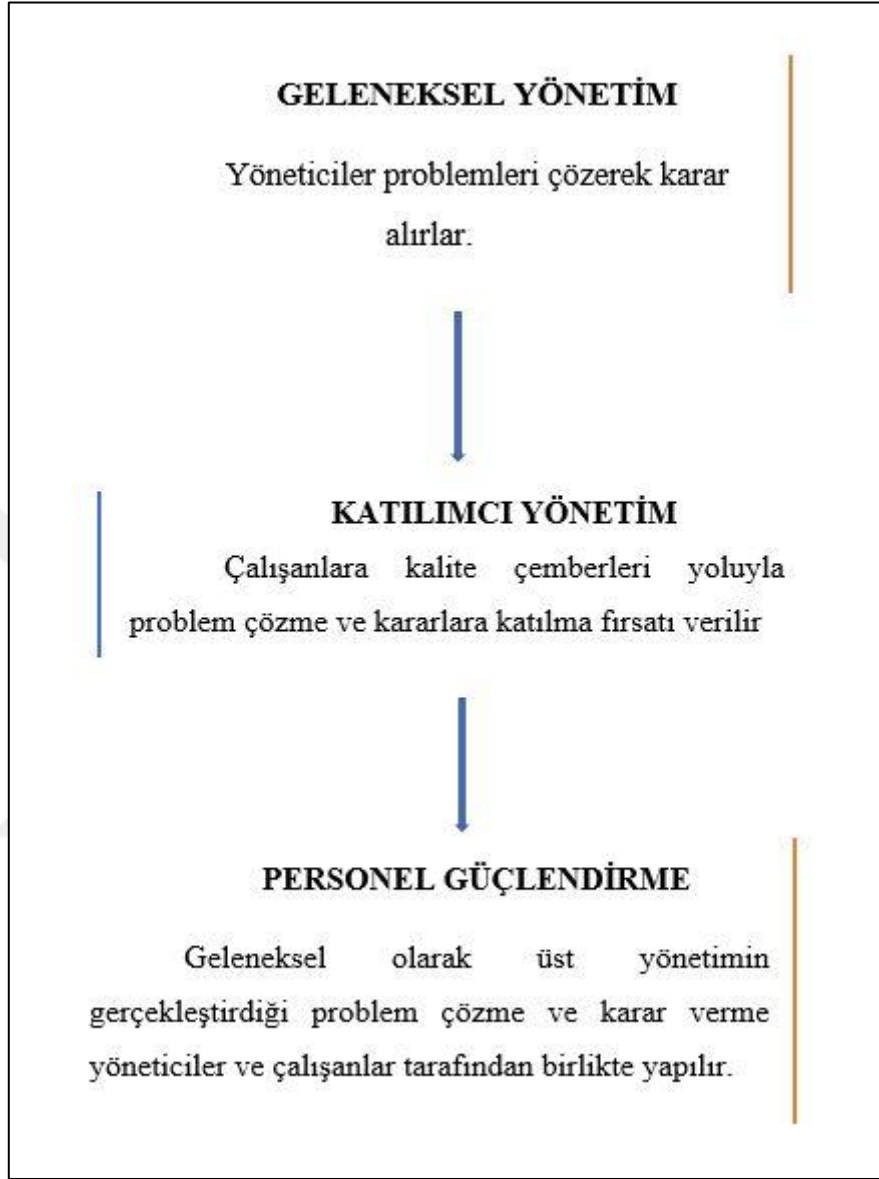 GELENEKSEL YÖNETİM
Yöneticiler problemleri çözerek karar
alırlar.
KATILIMCI YÖNETİM
Çalışanlara kalite çemberleri yoluyla
problem çözme ve kararlara katılma fırsatı verilir
PERSONEL GÜÇLENDİRME
Geleneksel olarak üst yönetimin
gerçekleştirdiği problem çözme ve karar verme
yöneticiler ve çalışanlar tarafından birlikte yapılır.